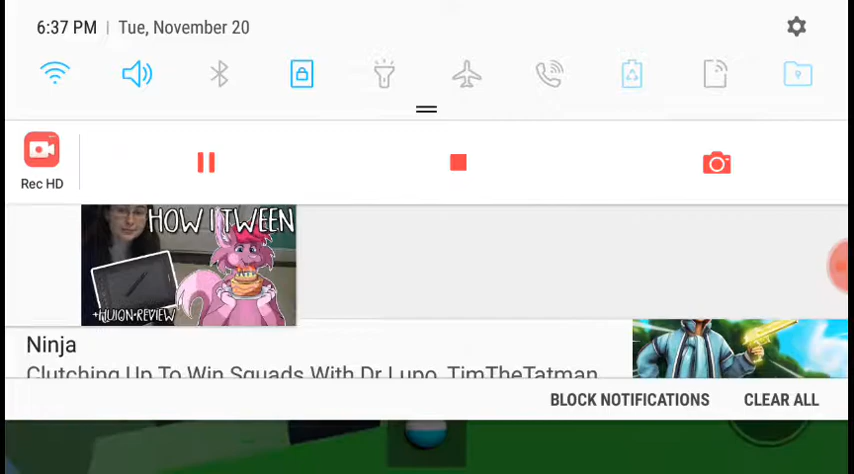 6:37 PM | Tue, November 20
Rec HD
HOW I TWEEN
+HUION REVIEW
Ninja
Clutching Up To Win Squads With Dr Lupo, TimTheTatman
BLOCK NOTIFICATIONS CLEAR ALL